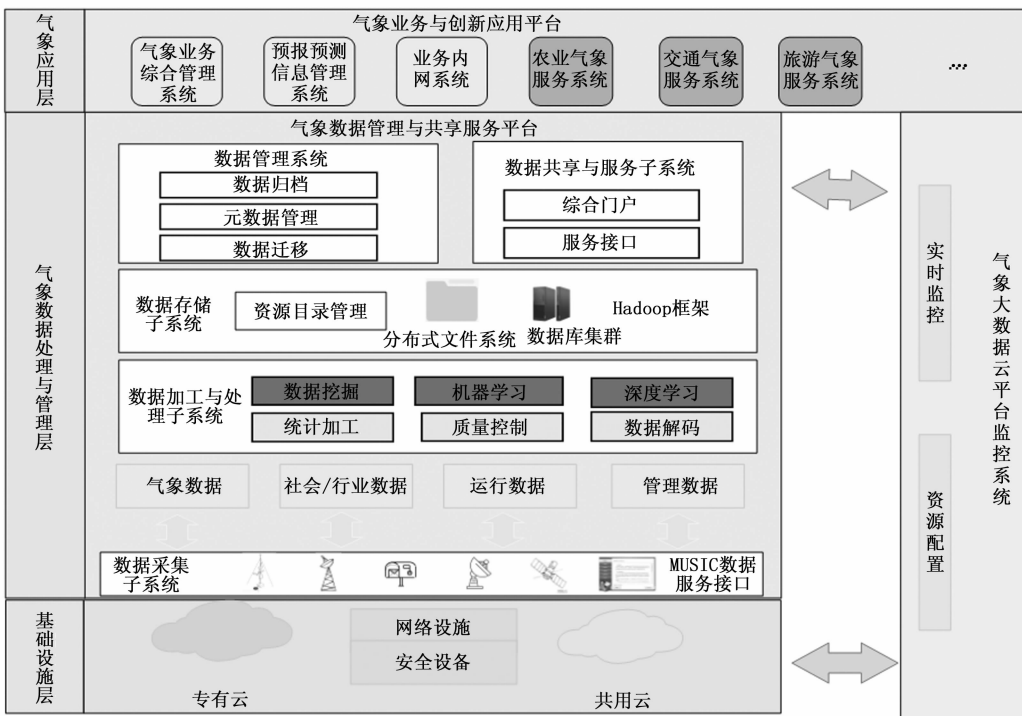 气象应用层
气象业务与创新应用平台
气象业务
综合管理
系统
预报预测
信息管理
系统
业务内
网系统
农业气象
服务系统
交通气象
服务系统
旅游气象
服务系统
…
气象数据处理与管理层
气象数据管理与共享服务平台
数据管理系统
数据归档
元数据管理
数据迁移
数据共享与服务子系统
综合门户
服务接口
数据存储
子系统
资源目录管理
分布式文件系统
数据库集群
Hadoop框架
数据加工与处
理子系统
数据挖掘
机器学习
深度学习
统计加工
质量控制
数据解码
气象数据
社会/行业数据
运行数据
管理数据
数据采集
子系统
MUSIC数据
服务接口
实时监控
资源配置
气象大数据云平台监控系统
基础设施层
网络设施
安全设备
专有云
共用云